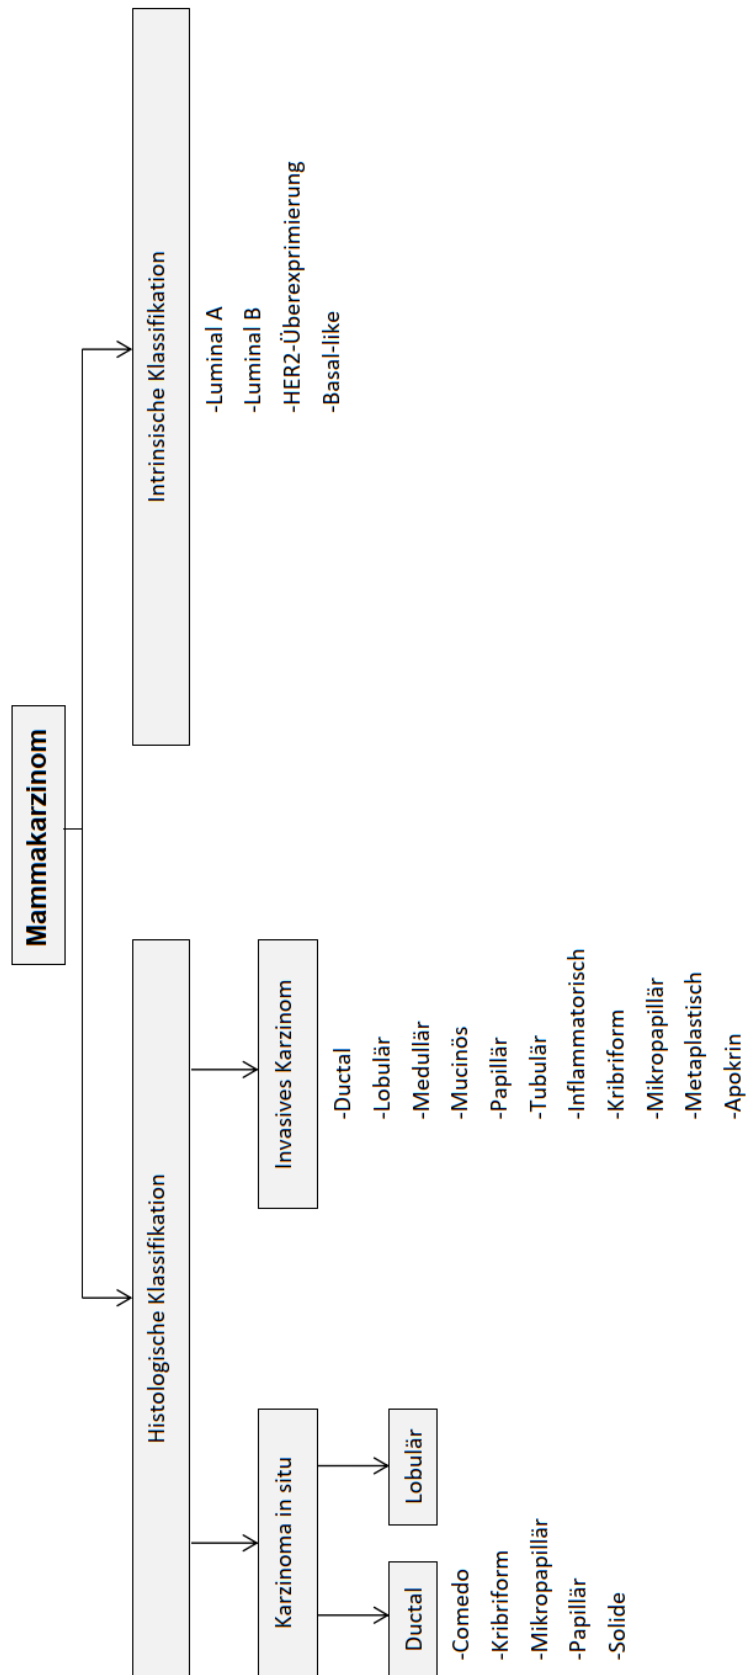 Mammakarzinom
Histologische Klassifikation
Intrinsische Klassifikation
Karzinoma in situ
Invasives Karzinom
-Luminal A
-Luminal B
-HER2-Überexprimierung
-Basal-like
Ductal
Lobulär
-Comedo
-Kribriform
-Mikropapillär
-Papillär
-Solide
-Ductal
-Lobulär
-Medullär
-Mucinös
-Papillär
-Tubulär
-Inflammatorisch
-Kribriform
-Mikropapillär
-Metaplastisch
-Apokrin